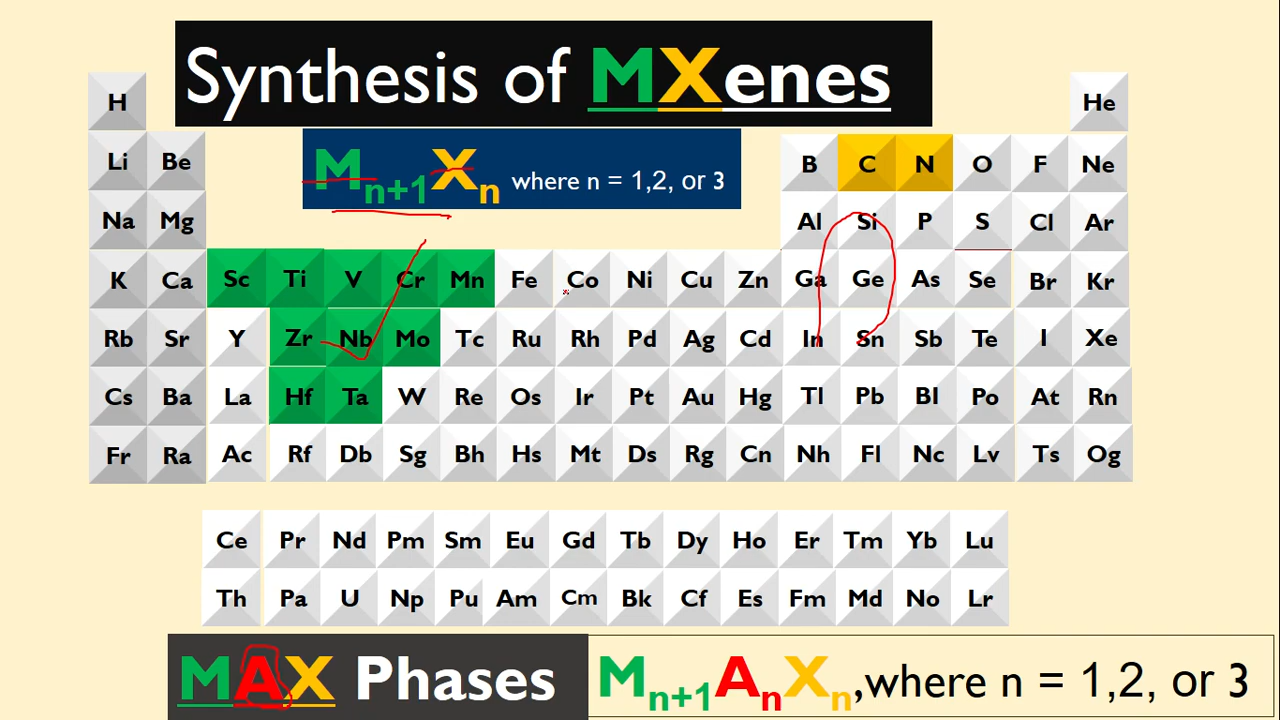 Synthesis of MXenes
H He
Mn+1Xn where n = 1,2, or 3
Li Be B C N O F Ne
Na Mg Al Si P S Cl Ar
K Ca Sc Ti V Cr Mn Fe Co Ni Cu Zn Ga Ge As Se Br Kr
Rb Sr Y Zr Nb Mo Tc Ru Rh Pd Ag Cd In Sn Sb Te I Xe
Cs Ba La Hf Ta W Re Os Ir Pt Au Hg Tl Pb BI Po At Rn
Fr Ra Ac Rf Db Sg Bh Hs Mt Ds Rg Cn Nh Fl Nc Lv Ts Og
Ce Pr Nd Pm Sm Eu Gd Tb Dy Ho Er Tm Yb Lu
Th Pa U Np Pu Am Cm Bk Cf Es Fm Md No Lr
MAX Phases Mn+1AnXn,where n = 1,2, or 3